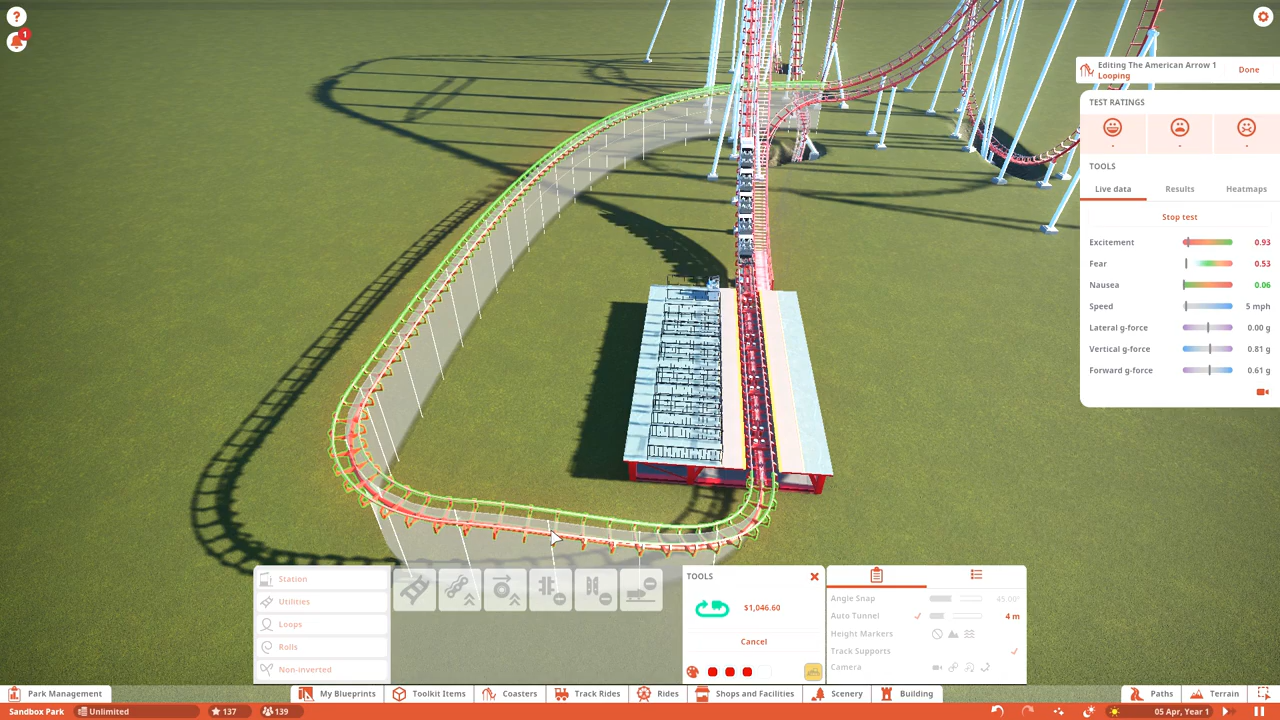 ?
1
Editing The American Arrow 1
Looping
Done
TEST RATINGS
- - -
TOOLS
Live data Results Heatmaps
Stop test
Excitement 0.93
Fear 0.53
Nausea 0.06
Speed 5 mph
Lateral g-force 0.00 g
Vertical g-force 0.81 g
Forward g-force 0.61 g
Station
Utilities
Loops
Rolls
Non-inverted
TOOLS
$1,046.60
Cancel
Angle Snap 45.00°
Auto Tunnel 4 m
Height Markers
Track Supports
Camera
Park Management My Blueprints Toolkit Items Coasters Track Rides Rides Shops and Facilities Scenery Building Paths Terrain
Sandbox Park Unlimited 137 139 05 Apr, Year 1